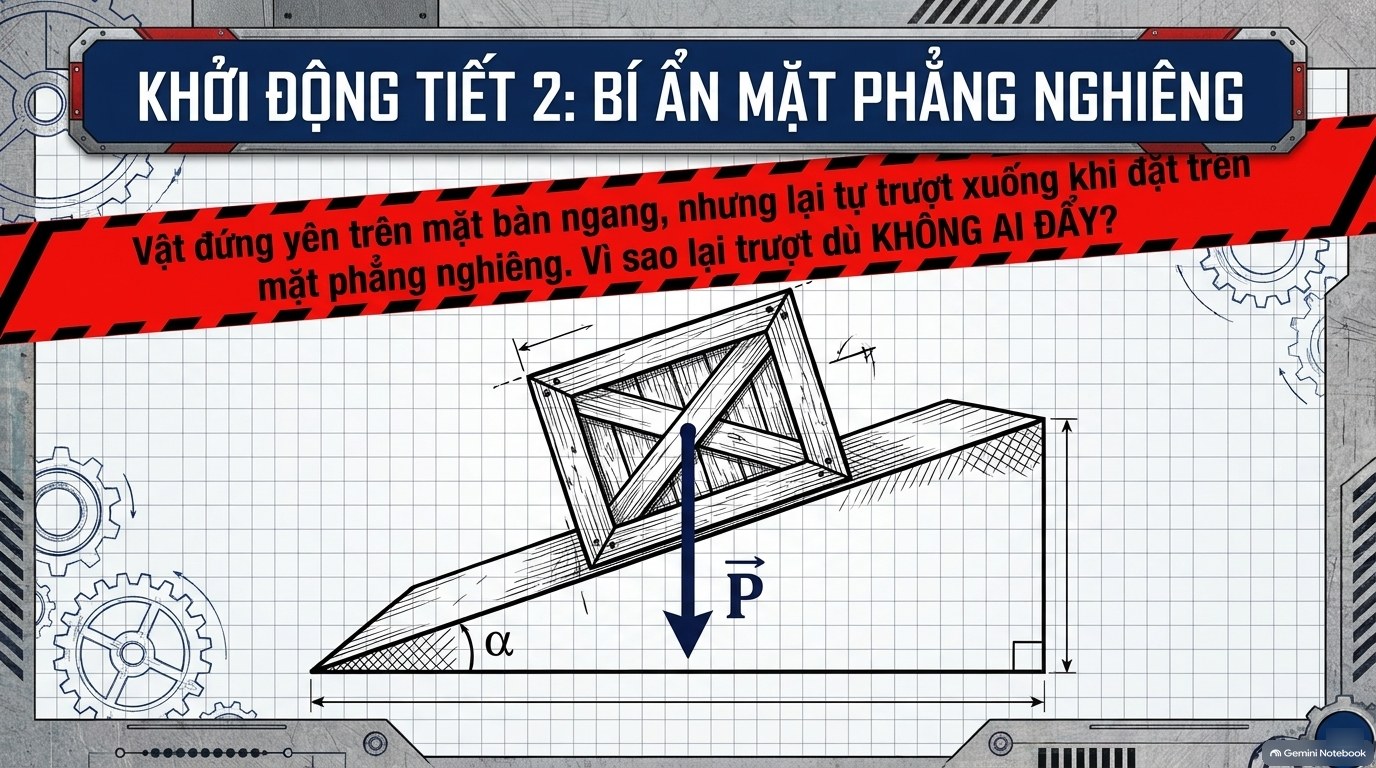 KHỞI ĐỘNG TIẾT 2: BÍ ẨN MẶT PHẲNG NGHIÊNG
Vật đứng yên trên mặt bàn ngang, nhưng lại tự trượt xuống khi đặt trên
mặt phẳng nghiêng. Vì sao lại trượt dù KHÔNG AI ĐẨY?
P
α
Gemini Notebook